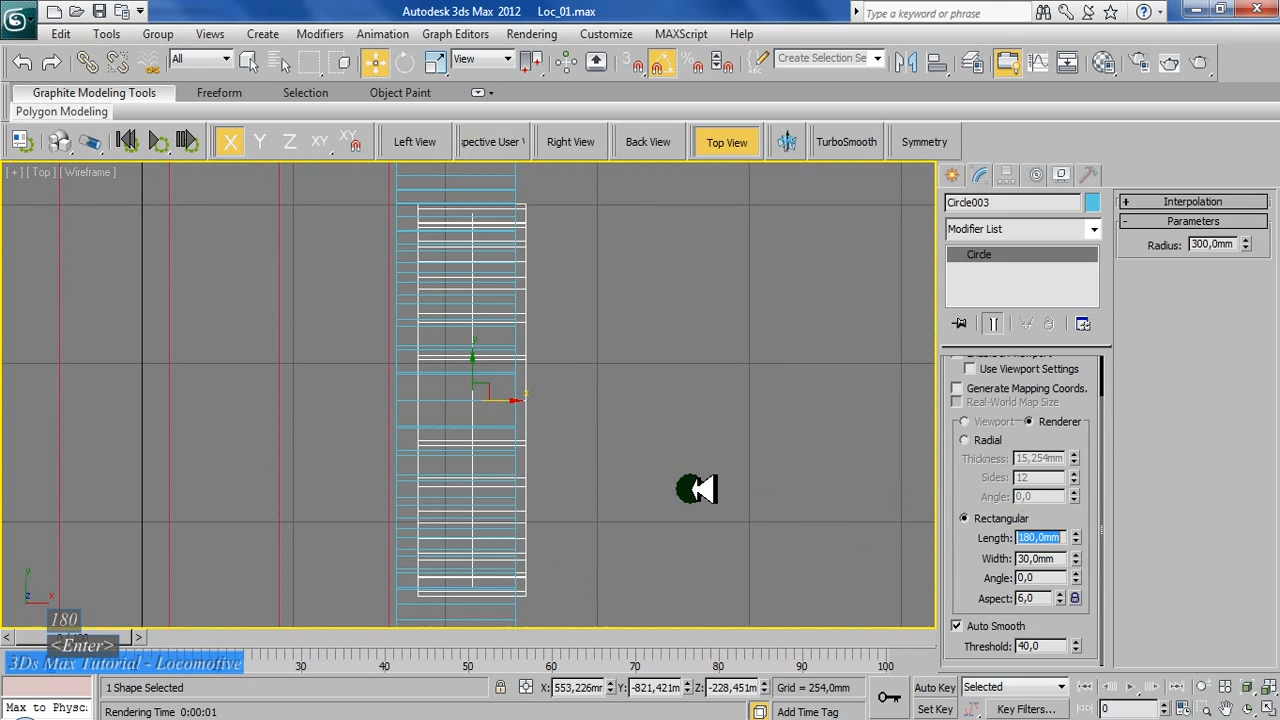 Autodesk 3ds Max 2012 Loc_01.max
Type a keyword or phrase
Edit Tools Group Views Create Modifiers Animation Graph Editors Rendering Customize MAXScript Help
All View Create Selection Se
Graphite Modeling Tools Freeform Selection Object Paint
Polygon Modeling
X Y Z XY XY Left View pective User V Right View Back View Top View TurboSmooth Symmetry
[ + ] [ Top ] [ Wireframe ]
Circle003
Modifier List
Circle
+ Interpolation
- Parameters
Radius: 300,0mm
Use Viewport Settings
Generate Mapping Coords.
Real-World Map Size
Viewport Renderer
Radial
Thickness: 15,254mm
Sides: 12
Angle: 0,0
Rectangular
Length: 180,0mm
Width: 30,0mm
Angle: 0,0
Aspect: 6,0
Auto Smooth
Threshold: 40,0
y
x
y
z x
180
<Enter>
3Ds Max Tutorial - Locomotive
20 30 40 50 60 70 80 90 100
1 Shape Selected X: 553,226mm Y: -821,421m Z: -228,451m Grid = 254,0mm Auto Key Selected
Max to Physc. Rendering Time 0:00:01 Add Time Tag Set Key Key Filters... 0